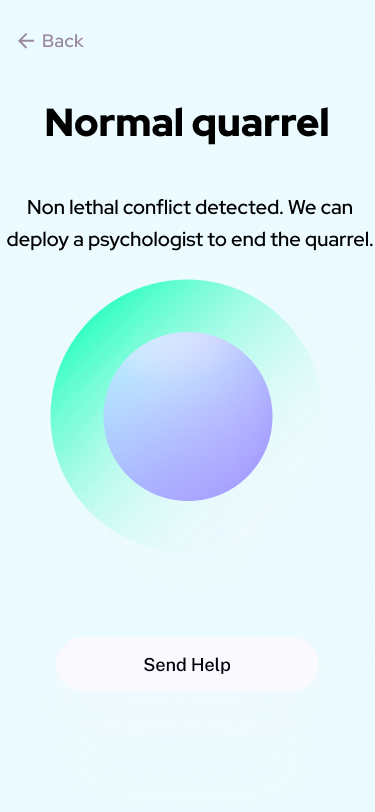 Back
Normal quarrel
Non lethal conflict detected. We can
deploy a psychologist to end the quarrel.
Send Help